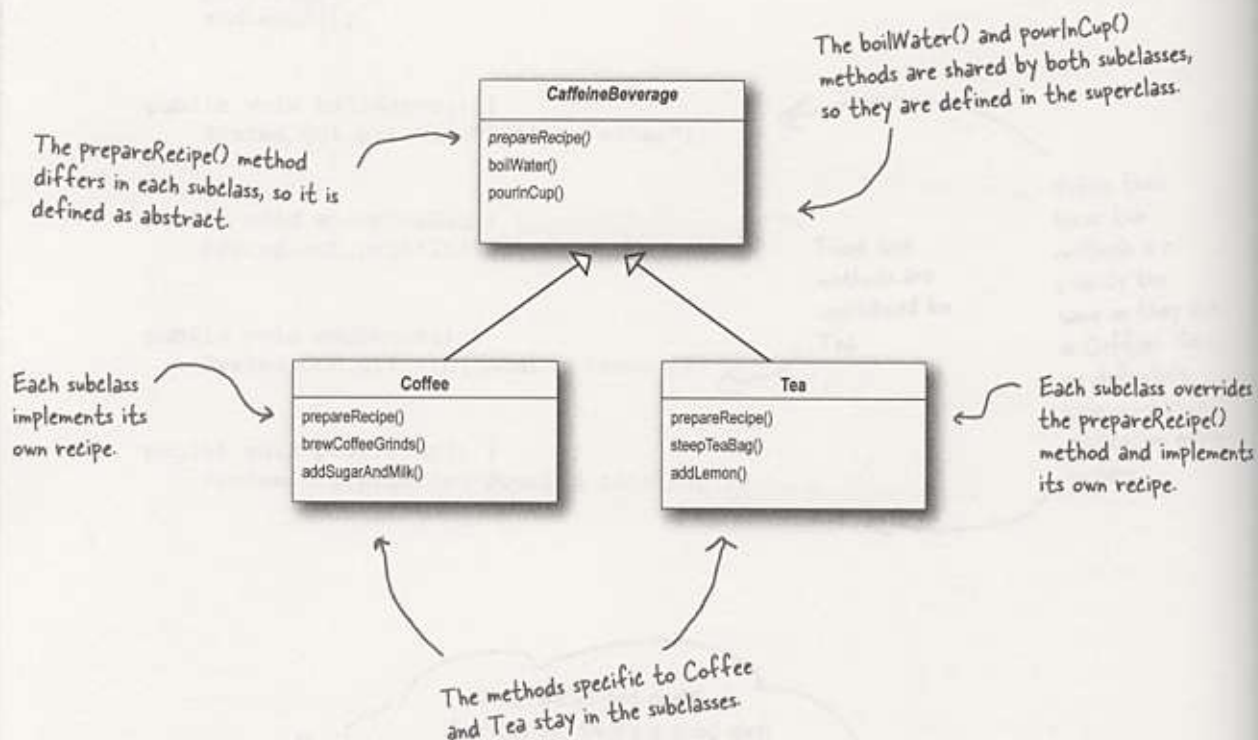 The boilWater() and pourInCup()
methods are shared by both subclasses,
so they are defined in the superclass.
CaffeineBeverage
prepareRecipe()
boilWater()
pourInCup()
The prepareRecipe() method
differs in each subclass, so it is
defined as abstract.
Coffee
prepareRecipe()
brewCoffeeGrinds()
addSugarAndMilk()
Tea
prepareRecipe()
steepTeaBag()
addLemon()
Each subclass
implements its
own recipe.
Each subclass overrides
the prepareRecipe()
method and implements
its own recipe.
The methods specific to Coffee
and Tea stay in the subclasses.